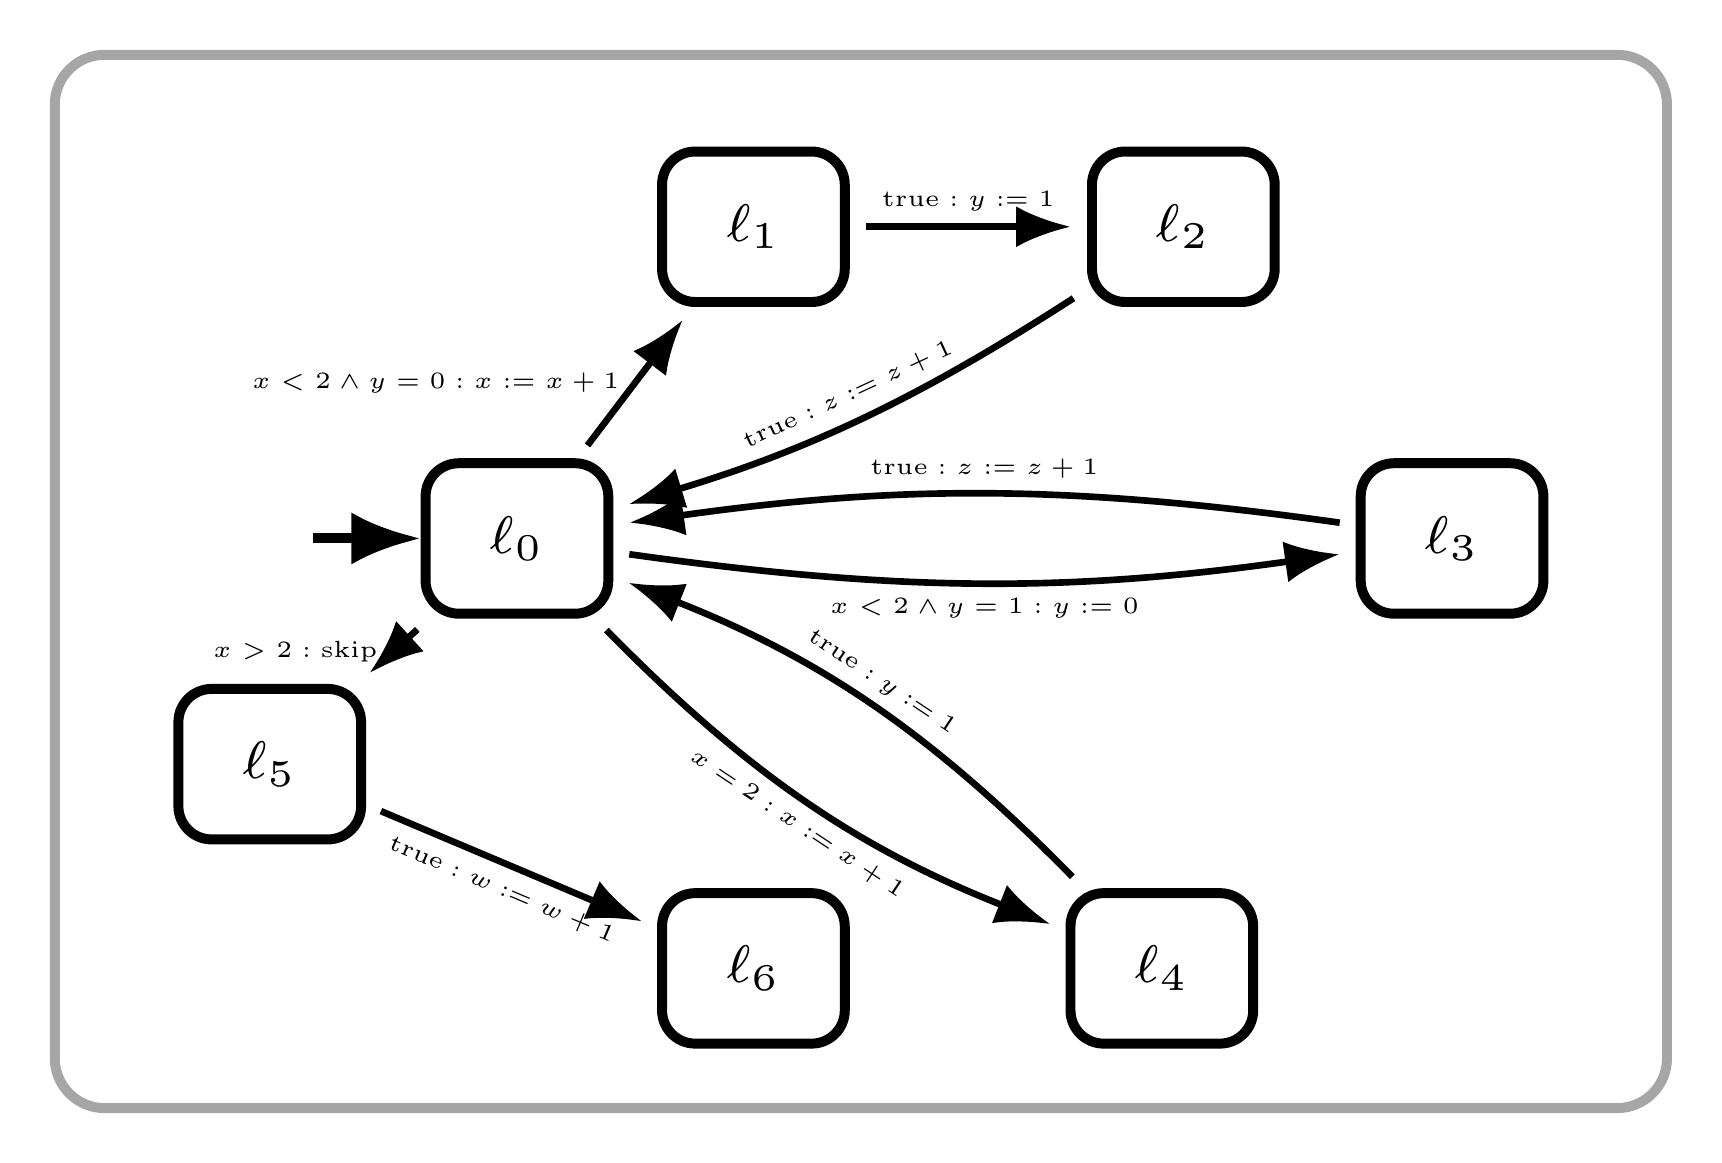 ℓ₁
true : y := 1
ℓ₂
x < 2 ∧ y = 0 : x := x + 1
true : z := z + 1
true : z := z + 1
ℓ₀
ℓ₃
x < 2 ∧ y = 1 : y := 0
x > 2 : skip
true : y := 1
ℓ₅
x = 2 : x := x + 1
true : w := w + 1
ℓ₆
ℓ₄